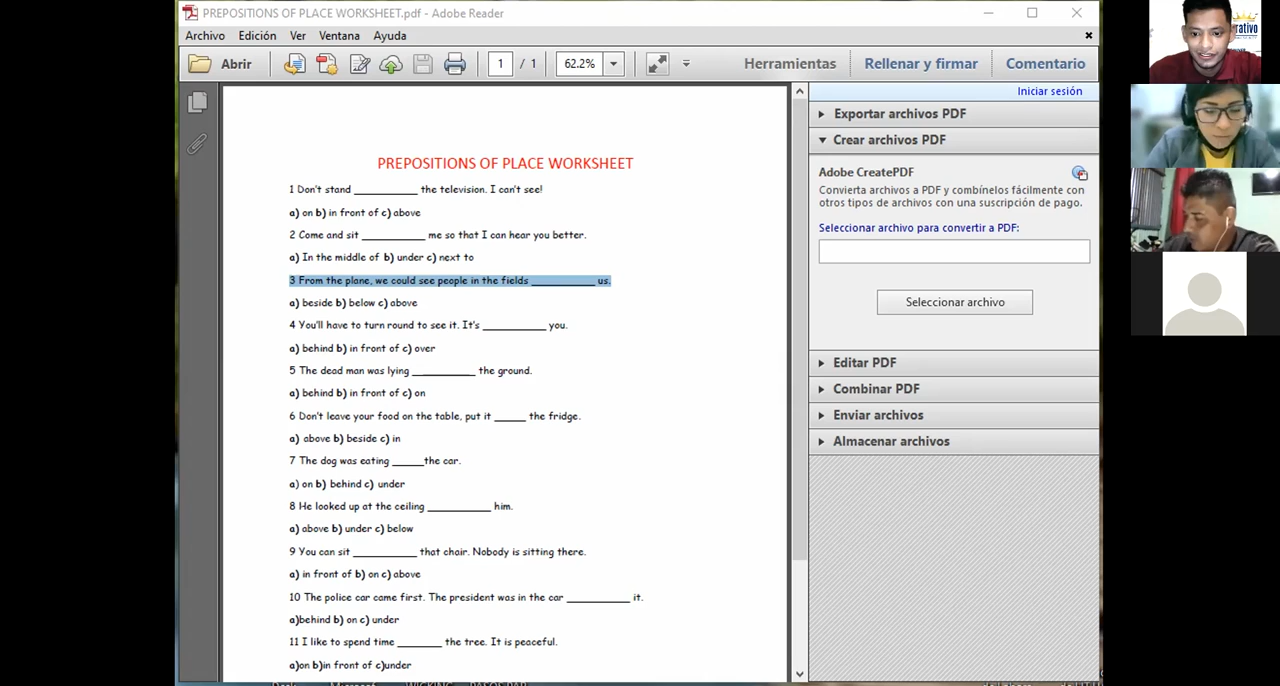 PREPOSITIONS OF PLACE WORKSHEET.pdf - Adobe Reader
Archivo Edición Ver Ventana Ayuda
Abrir 1 / 1 62.2% Herramientas Rellenar y firmar Comentario
Iniciar sesión
Exportar archivos PDF
Crear archivos PDF
Adobe CreatePDF
Convierta archivos a PDF y combínelos fácilmente con
otros tipos de archivos con una suscripción de pago.
Seleccionar archivo para convertir a PDF:
Seleccionar archivo
Editar PDF
Combinar PDF
Enviar archivos
Almacenar archivos
PREPOSITIONS OF PLACE WORKSHEET
1 Don't stand ___________ the television. I can't see!
a) on b) in front of c) above
2 Come and sit ___________ me so that I can hear you better.
a) In the middle of b) under c) next to
3 From the plane, we could see people in the fields ___________ us.
a) beside b) below c) above
4 You'll have to turn round to see it. It's ___________ you.
a) behind b) in front of c) over
5 The dead man was lying ___________ the ground.
a) behind b) in front of c) on
6 Don't leave your food on the table, put it _____ the fridge.
a) above b) beside c) in
7 The dog was eating _____the car.
a) on b) behind c) under
8 He looked up at the ceiling ___________ him.
a) above b) under c) below
9 You can sit ___________ that chair. Nobody is sitting there.
a) in front of b) on c) above
10 The police car came first. The president was in the car ___________ it.
a)behind b) on c) under
11 I like to spend time _______ the tree. It is peaceful.
a)on b)in front of c)under